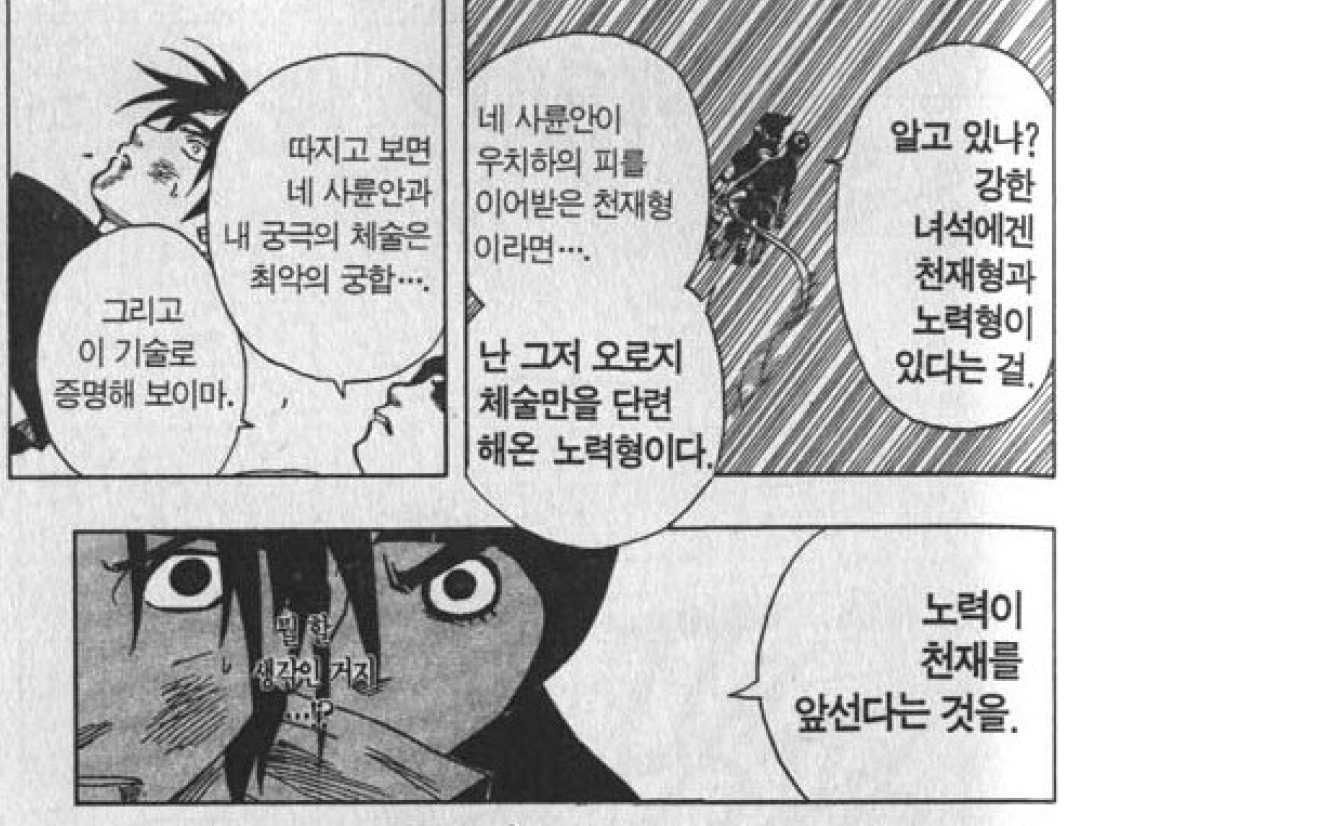 알고 있냐?
강한
녀석에겐
천재형과
노력형이
있다는 걸.
네 사륜안이
우치하의 피를
이어받은 천재형
이라면….
난 그저 오로지
체술만을 단련
해온 노력형이다.
따지고 보면
네 사륜안과
내 궁극의 체술은
최악의 궁합….
그리고
이 기술로
증명해 보이마.
노력이
천재를
앞선다는 것을.
뭘 할
생각인 거지
…!?